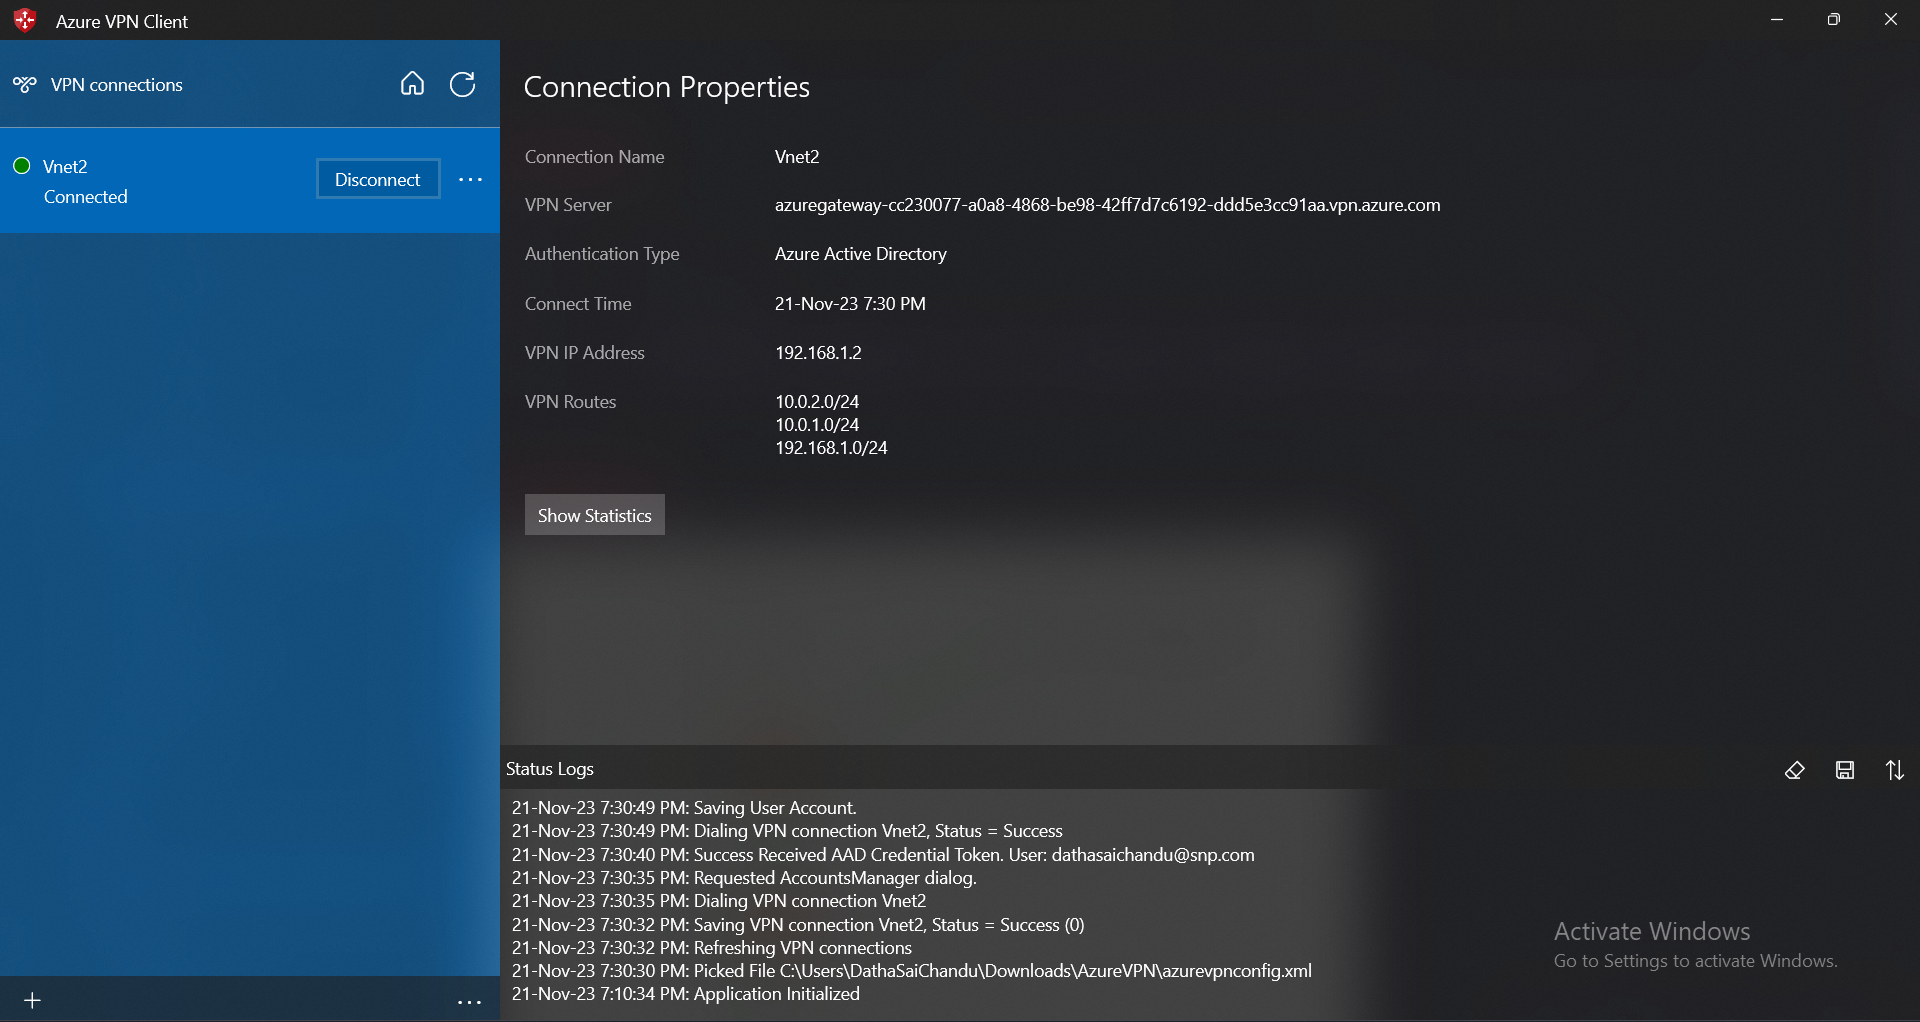 Azure VPN Client
VPN connections
Vnet2
Connected
Disconnect
Connection Properties
Connection Name Vnet2
VPN Server azuregateway-cc230077-a0a8-4868-be98-42ff7d7c6192-ddd5e3cc91aa.vpn.azure.com
Authentication Type Azure Active Directory
Connect Time 21-Nov-23 7:30 PM
VPN IP Address 192.168.1.2
VPN Routes 10.0.2.0/24
10.0.1.0/24
192.168.1.0/24
Show Statistics
Status Logs
21-Nov-23 7:30:49 PM: Saving User Account.
21-Nov-23 7:30:49 PM: Dialing VPN connection Vnet2, Status = Success
21-Nov-23 7:30:40 PM: Success Received AAD Credential Token. User: dathasaichandu@snp.com
21-Nov-23 7:30:35 PM: Requested AccountsManager dialog.
21-Nov-23 7:30:35 PM: Dialing VPN connection Vnet2
21-Nov-23 7:30:32 PM: Saving VPN connection Vnet2, Status = Success (0)
21-Nov-23 7:30:32 PM: Refreshing VPN connections
21-Nov-23 7:30:30 PM: Picked File C:\Users\DathaSaiChandu\Downloads\AzureVPN\azurevpnconfig.xml
21-Nov-23 7:10:34 PM: Application Initialized
Activate Windows
Go to Settings to activate Windows.